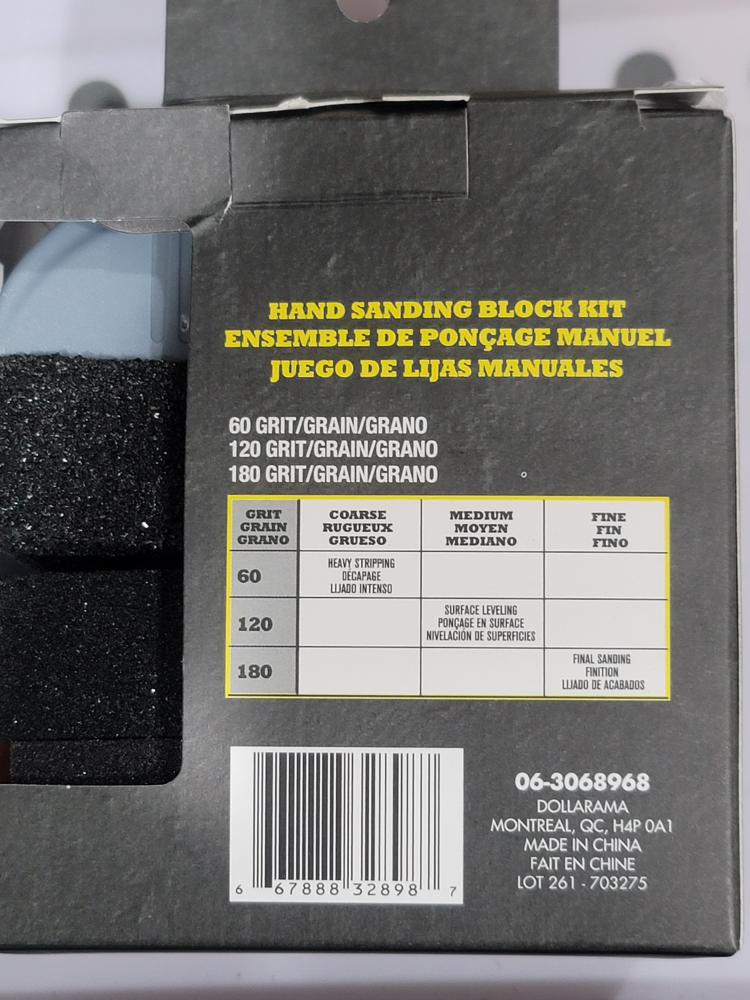 HAND SANDING BLOCK KIT
ENSEMBLE DE PONÇAGE MANUEL
JUEGO DE LIJAS MANUALES
60 GRIT/GRAIN/GRANO
120 GRIT/GRAIN/GRANO
180 GRIT/GRAIN/GRANO
GRIT
GRAIN
GRANO
COARSE
RUGUEUX
GRUESO
MEDIUM
MOYEN
MEDIANO
FINE
FIN
FINO
60
HEAVY STRIPPING
DÉCAPAGE
LIJADO INTENSO
120
SURFACE LEVELING
PONÇAGE EN SURFACE
NIVELACIÓN DE SUPERFICIES
180
FINAL SANDING
FINITION
LIJADO DE ACABADOS
6 67888 32898 7
06-3068968
DOLLARAMA
MONTREAL, QC, H4P 0A1
MADE IN CHINA
FAIT EN CHINE
LOT 261 - 703275